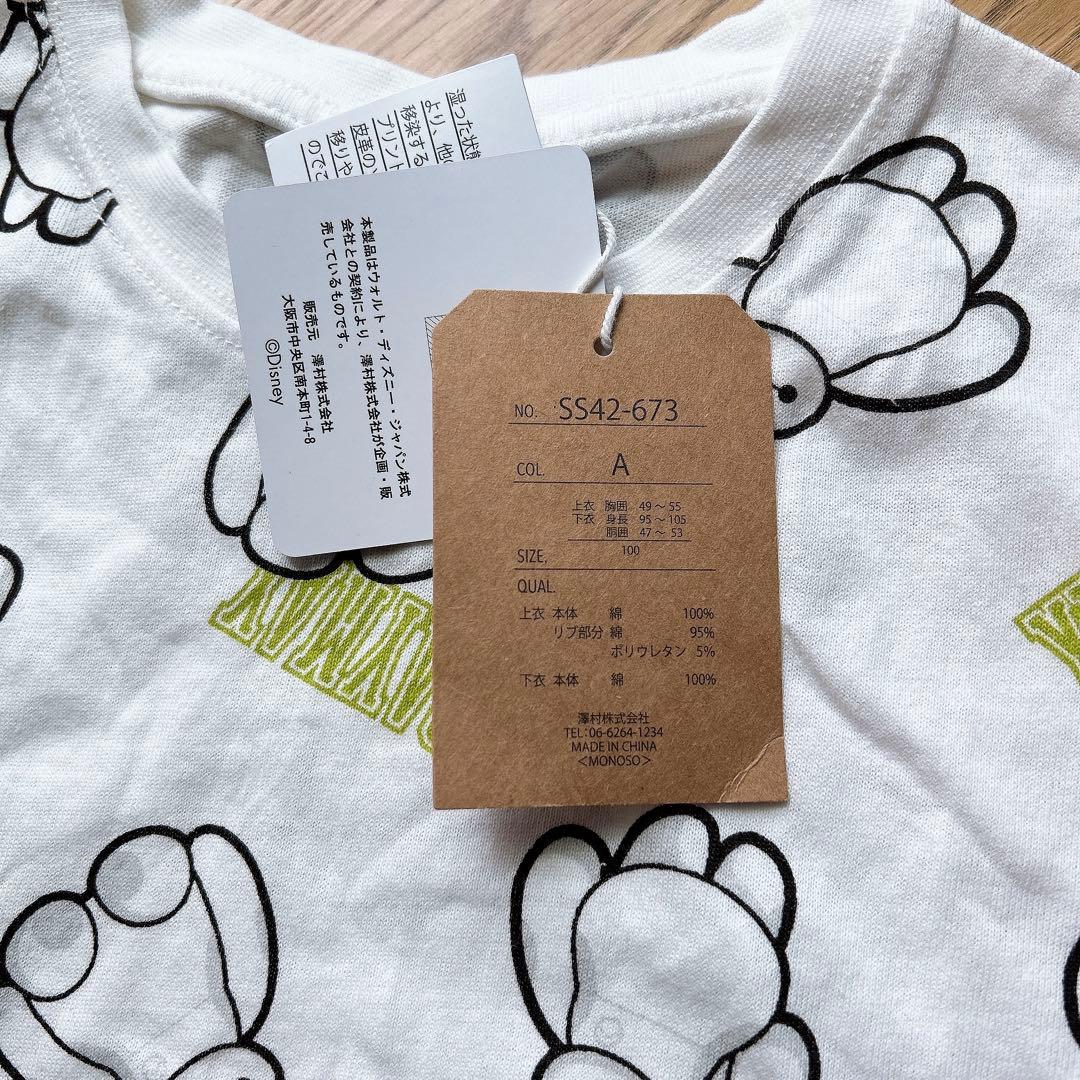 湿った状態
より、他
移染する
プリント
皮革の
移りや
のでご
本製品はウォルト・ディズニー・ジャパン株式
会社との契約により、澤村株式会社が企画・販
売しているものです。
販売元 澤村株式会社
大阪市中央区南本町1-4-8
©Disney
NO. SS42-673
COL. A
上衣 胸囲 49～55
下衣 身長 95～105
胴囲 47～53
SIZE, 100
QUAL.
上衣 本体 綿 100%
リブ部分 綿 95%
ポリウレタン 5%
下衣 本体 綿 100%
澤村株式会社
TEL:06-6264-1234
MADE IN CHINA
<MONOSO>